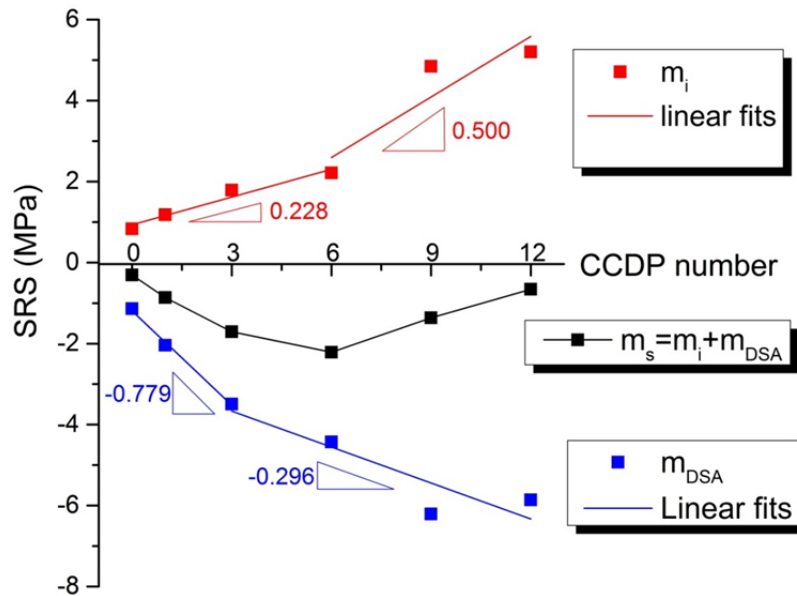 6
4
2
0
-2
-4
-6
-8
SRS (MPa)
0 3 6 9 12
CCDP number
0.500
0.228
-0.779
-0.296
m_i
linear fits
m_s=m_i+m_DSA
m_DSA
Linear fits